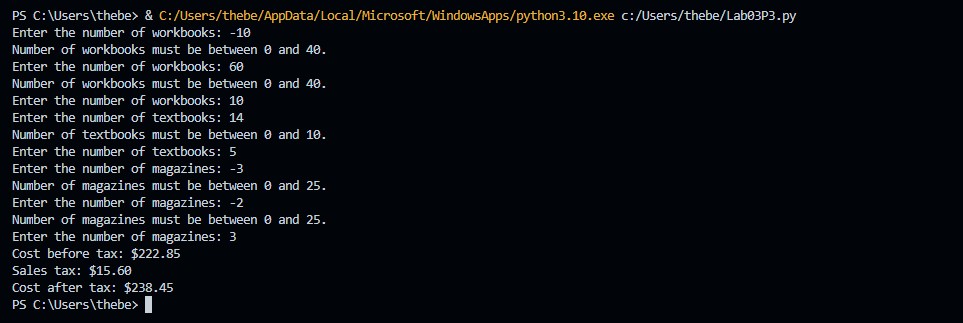 PS C:\Users\thebe> & C:/Users/thebe/AppData/Local/Microsoft/WindowsApps/python3.10.exe c:/Users/thebe/Lab03P3.py
Enter the number of workbooks: -10
Number of workbooks must be between 0 and 40.
Enter the number of workbooks: 60
Number of workbooks must be between 0 and 40.
Enter the number of workbooks: 10
Enter the number of textbooks: 14
Number of textbooks must be between 0 and 10.
Enter the number of textbooks: 5
Enter the number of magazines: -3
Number of magazines must be between 0 and 25.
Enter the number of magazines: -2
Number of magazines must be between 0 and 25.
Enter the number of magazines: 3
Cost before tax: $222.85
Sales tax: $15.60
Cost after tax: $238.45
PS C:\Users\thebe>